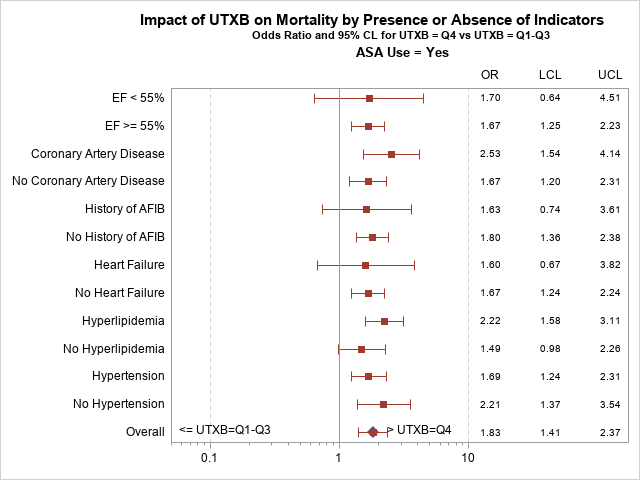 Impact of UTXB on Mortality by Presence or Absence of Indicators
Odds Ratio and 95% CL for UTXB = Q4 vs UTXB = Q1-Q3
ASA Use = Yes
OR LCL UCL
EF < 55% 1.70 0.64 4.51
EF >= 55% 1.67 1.25 2.23
Coronary Artery Disease 2.53 1.54 4.14
No Coronary Artery Disease 1.67 1.20 2.31
History of AFIB 1.63 0.74 3.61
No History of AFIB 1.80 1.36 2.38
Heart Failure 1.60 0.67 3.82
No Heart Failure 1.67 1.24 2.24
Hyperlipidemia 2.22 1.58 3.11
No Hyperlipidemia 1.49 0.98 2.26
Hypertension 1.69 1.24 2.31
No Hypertension 2.21 1.37 3.54
Overall <= UTXB=Q1-Q3 > UTXB=Q4 1.83 1.41 2.37
0.1 1 10